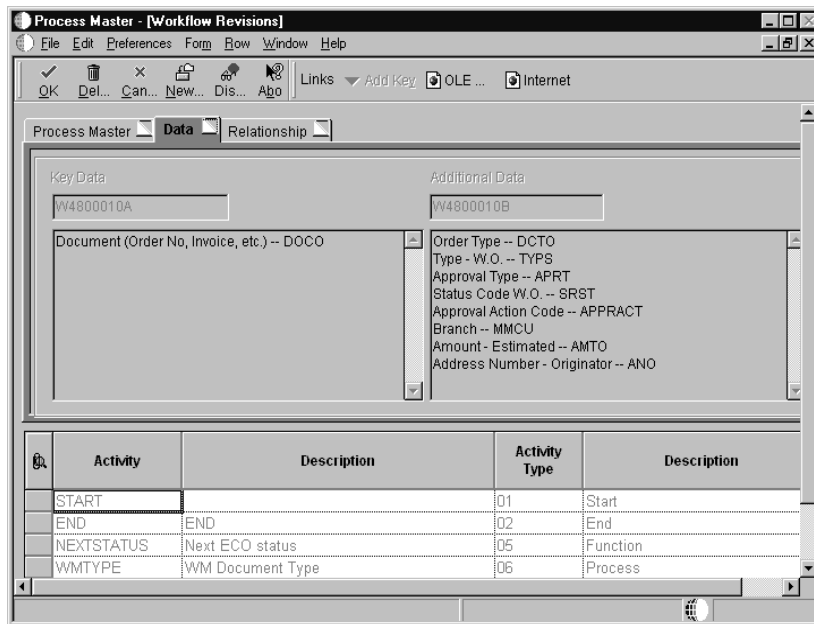 Process Master - [Workflow Revisions]
File Edit Preferences Form Row Window Help
OK Del... Can... New... Dis... Abo Links Add Key OLE ... Internet
Process Master Data Relationship
Key Data Additional Data
W4800010A W4800010B
Document (Order No, Invoice, etc.) -- DOCO
Order Type -- DCTO
Type - W.O. -- TYPS
Approval Type -- APRT
Status Code W.O. -- SRST
Approval Action Code -- APPRACT
Branch -- MMCU
Amount - Estimated -- AMTO
Address Number - Originator -- ANO
Activity Description Activity Type Description
START 01 Start
END END 02 End
NEXTSTATUS Next ECO status 05 Function
WMTYPE WM Document Type 06 Process